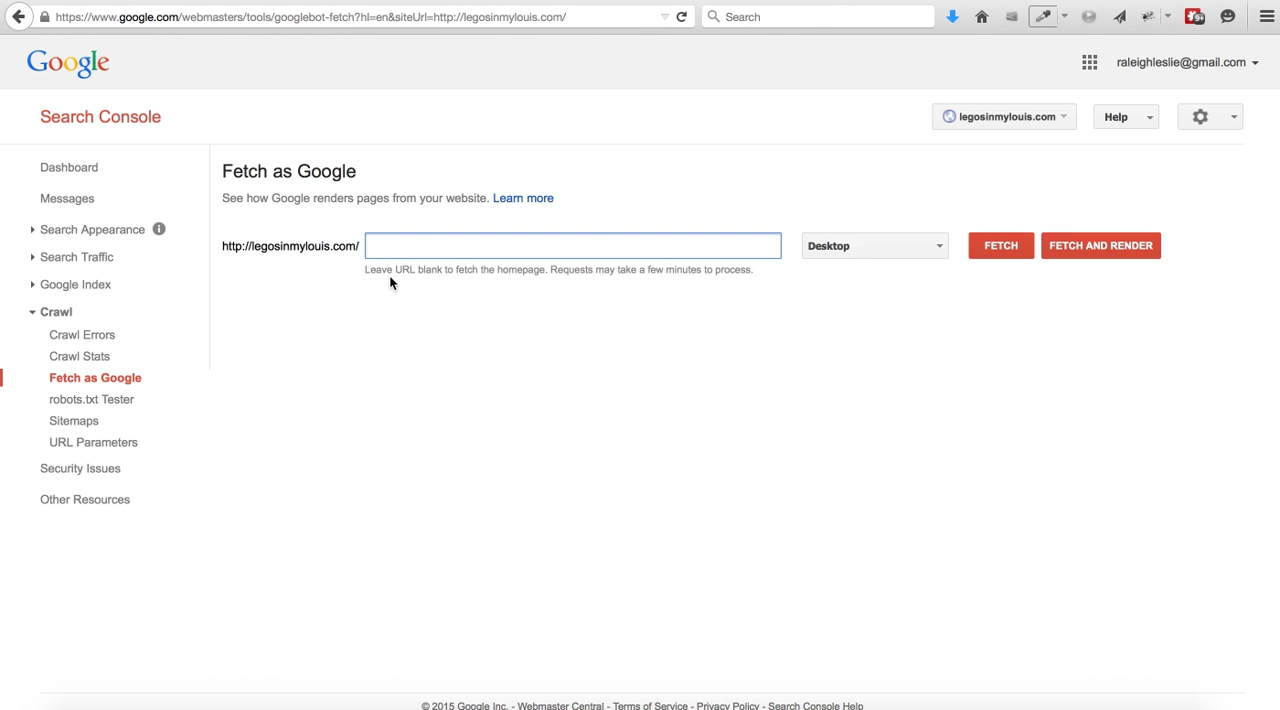 https://www.google.com/webmasters/tools/googlebot-fetch?hl=en&siteUrl=http://legosinmylouis.com/
Search
9+
Google
raleighleslie@gmail.com
Search Console
legosinmylouis.com
Help
Dashboard
Messages
Search Appearance
Search Traffic
Google Index
Crawl
Crawl Errors
Crawl Stats
Fetch as Google
robots.txt Tester
Sitemaps
URL Parameters
Security Issues
Other Resources
Fetch as Google
See how Google renders pages from your website. Learn more
http://legosinmylouis.com/
Desktop
FETCH
FETCH AND RENDER
Leave URL blank to fetch the homepage. Requests may take a few minutes to process.
© 2015 Google Inc. - Webmaster Central - Terms of Service - Privacy Policy - Search Console Help